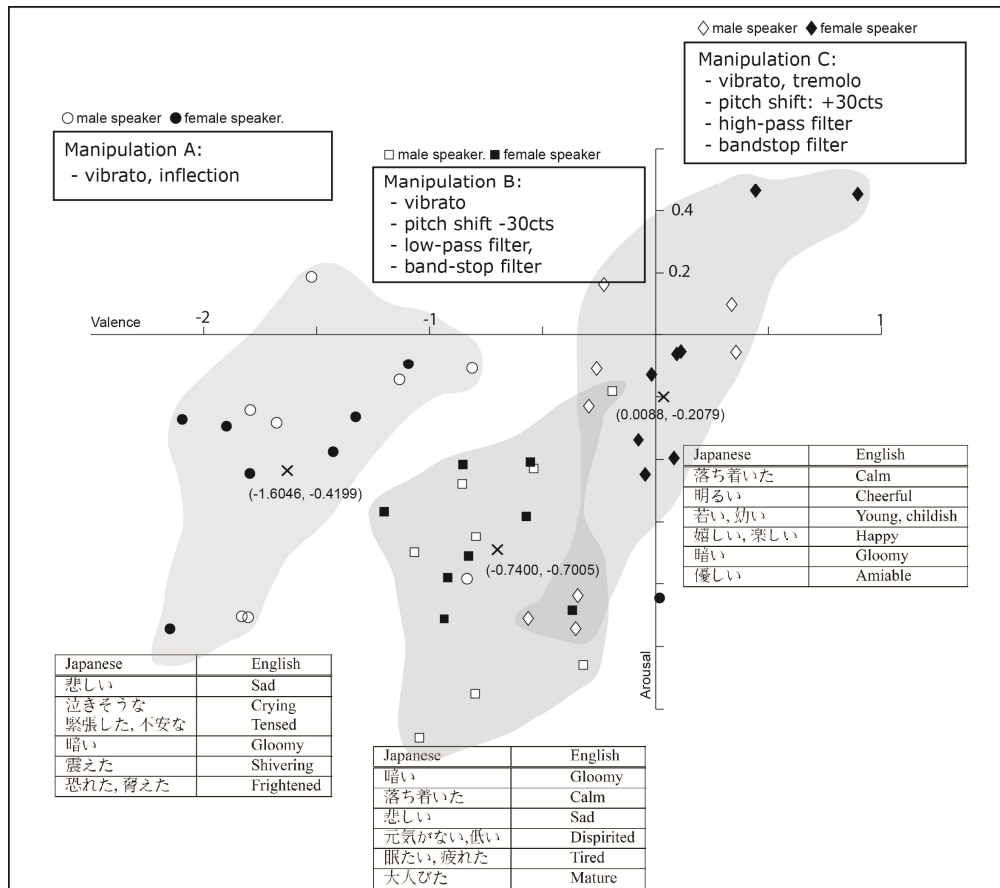 ◇ male speaker ◆ female speaker
Manipulation C:
- vibrato, tremolo
- pitch shift: +30cts
- high-pass filter
- bandstop filter
○ male speaker ● female speaker.
Manipulation A:
- vibrato, inflection
□ male speaker. ■ female speaker
Manipulation B:
- vibrato
- pitch shift -30cts
- low-pass filter,
- band-stop filter
0.4
0.2
Valence
-2
-1
1
(0.0088, -0.2079)
(-1.6046, -0.4199)
(-0.7400, -0.7005)
Arousal
Japanese English
落ち着いた Calm
明るい Cheerful
若い, 幼い Young, childish
嬉しい, 楽しい Happy
暗い Gloomy
優しい Amiable
Japanese English
悲しい Sad
泣きそうな Crying
緊張した, 不安な Tensed
暗い Gloomy
震えた Shivering
恐れた, 脅えた Frightened
Japanese English
暗い Gloomy
落ち着いた Calm
悲しい Sad
元気がない,低い Dispirited
眠たい, 疲れた Tired
大人びた Mature